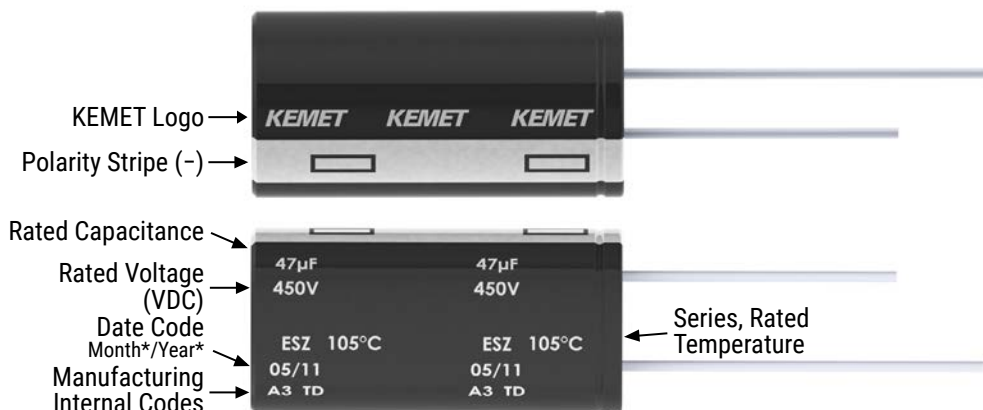 KEMET Logo
KEMET KEMET KEMET
Polarity Stripe (−)
Rated Capacitance
47µF 47µF
Rated Voltage
(VDC)
450V 450V
Date Code
Month*/Year*
ESZ 105°C ESZ 105°C
05/11 05/11
Manufacturing
Internal Codes
A3 TD A3 TD
Series, Rated
Temperature